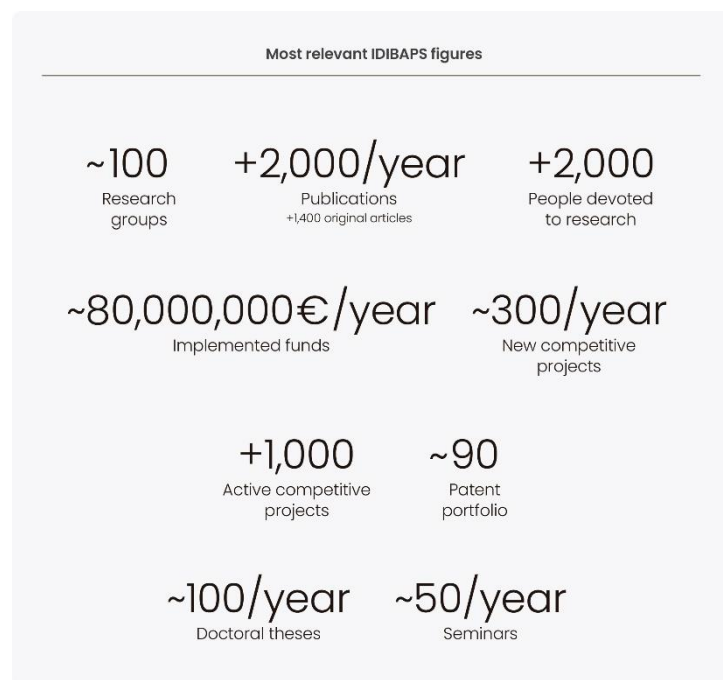 Most relevant IDIBAPS figures
~100
Research
groups
+2,000/year
Publications
+1,400 original articles
+2,000
People devoted
to research
~80,000,000€/year
Implemented funds
~300/year
New competitive
projects
+1,000
Active competitive
projects
~90
Patent
portfolio
~100/year
Doctoral theses
~50/year
Seminars